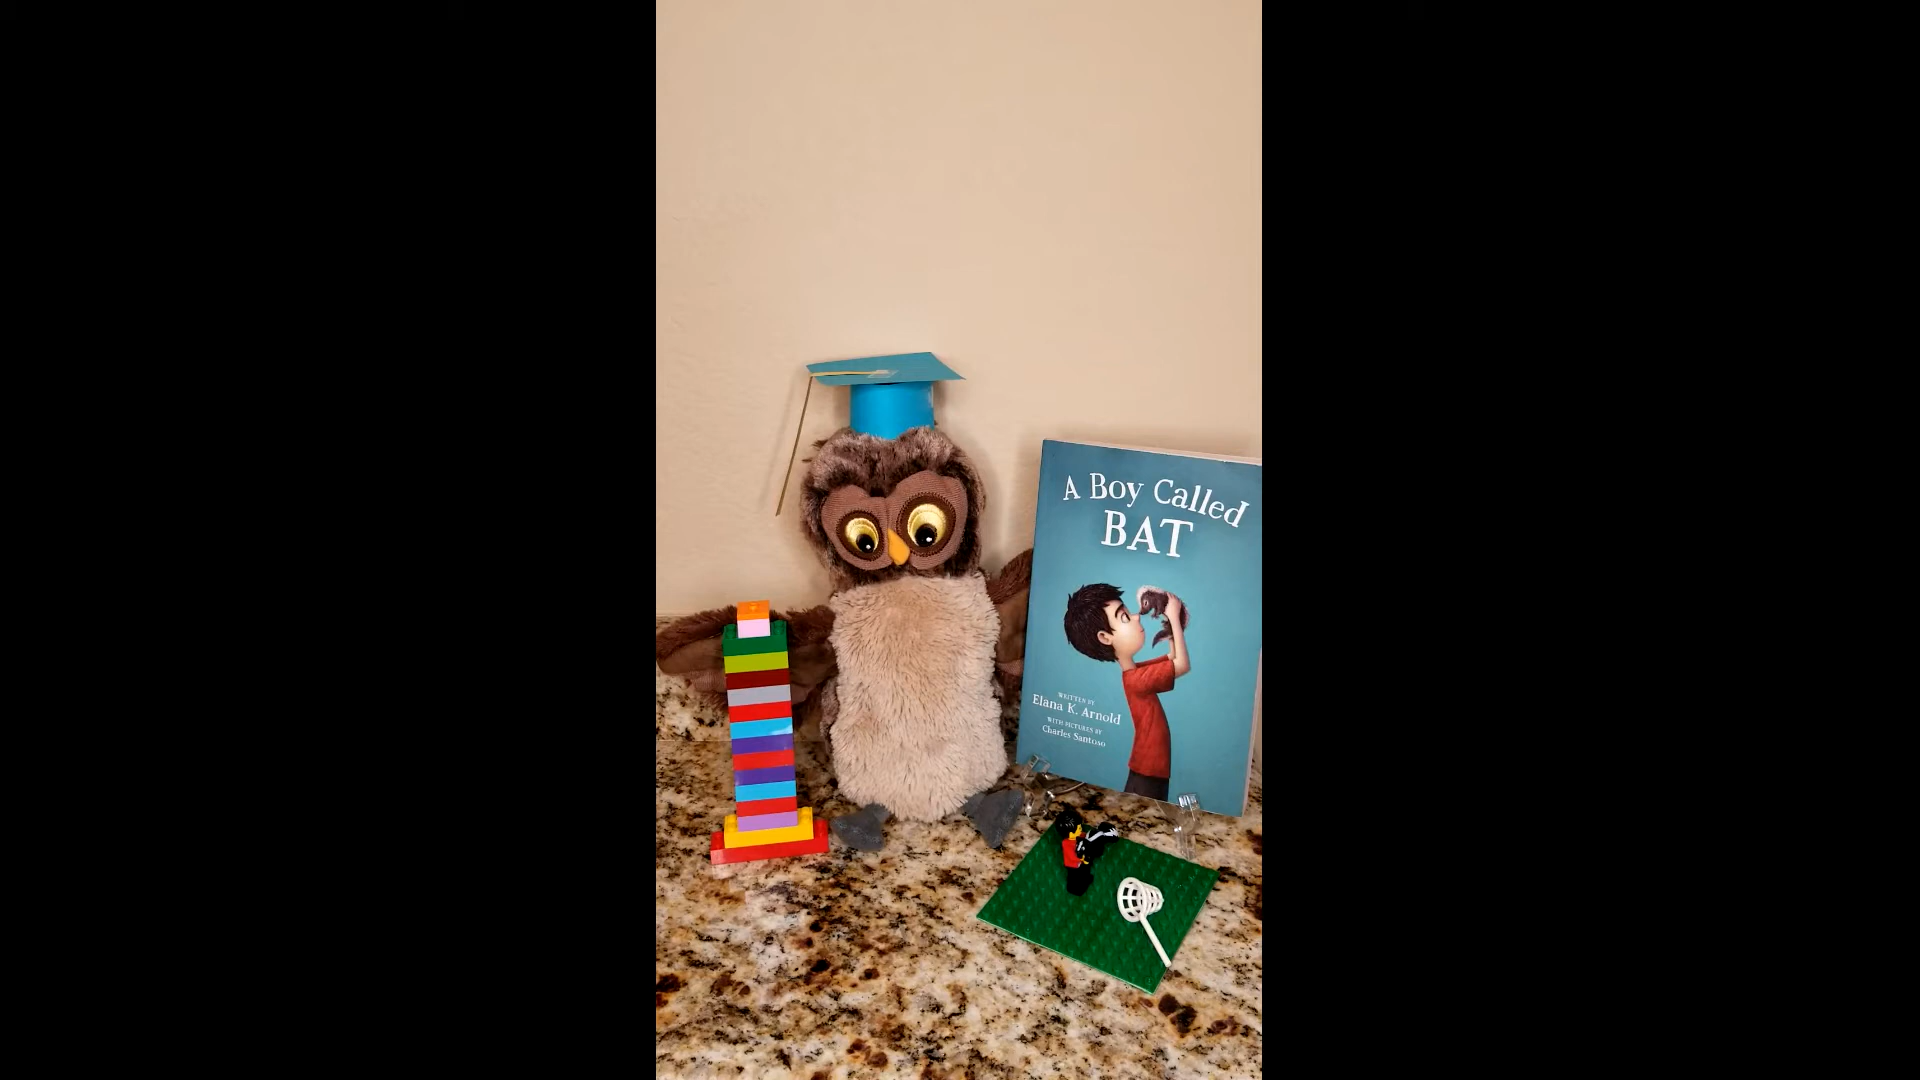 A Boy Called
BAT
WRITTEN BY
Elana K. Arnold
WITH PICTURES BY
Charles Santoso